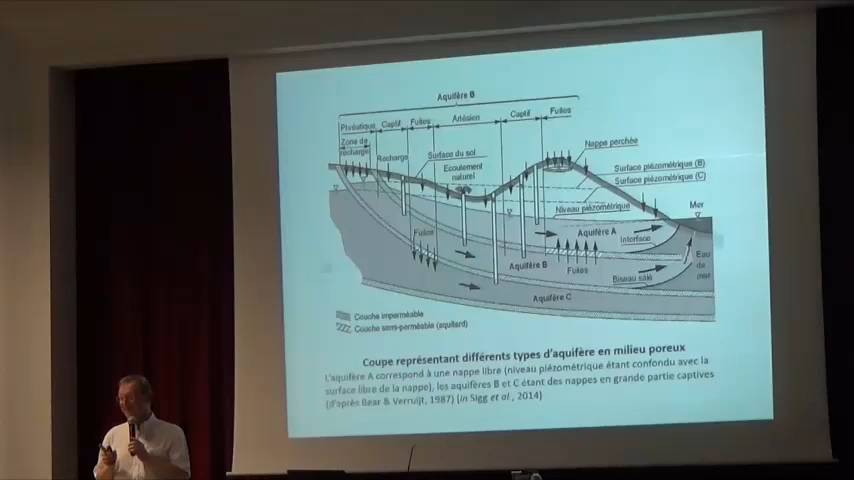 Aquifère B
Phréatique Captif Fuites Artésien Captif Fuites
Zone de
recharge
Recharge
Surface du sol
Ecoulement
naturel
Nappe perchée
Surface piézométrique (B)
Surface piézométrique (C)
Niveau piézométrique
Mer
Aquifère A
Interface
Fuites
Aquifère B
Fuites
Eau
de
mer
Biseau salé
Aquifère C
Couche imperméable
Couche semi-perméable (aquitard)
Coupe représentant différents types d'aquifère en milieu poreux
L'aquifère A correspond à une nappe libre (niveau piézométrique étant confondu avec la
surface libre de la nappe), les aquifères B et C étant des nappes en grande partie captives
(d'après Bear & Verruijt, 1987) (in Sigg et al., 2014)